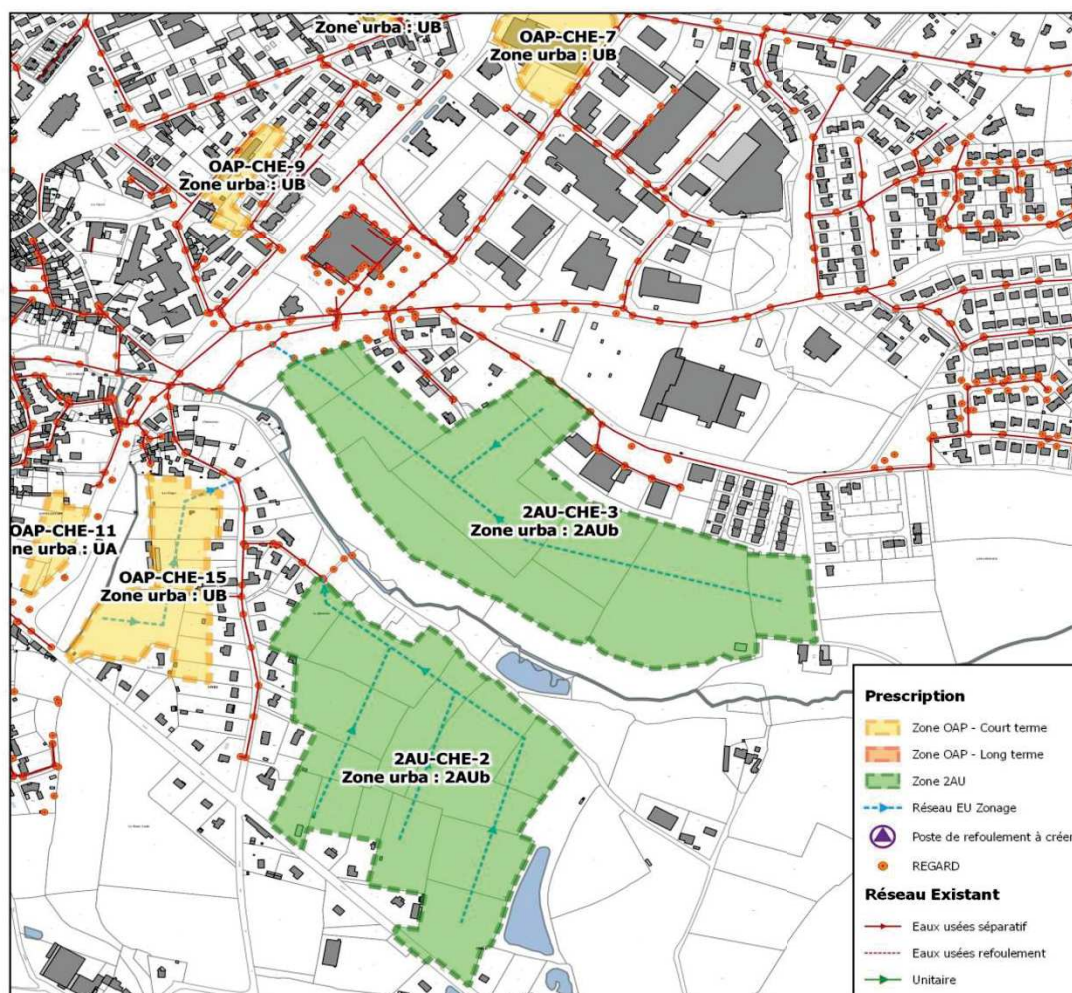 Zone urba : UB
OAP-CHE-7
Zone urba : UB
OAP-CHE-9
Zone urba : UB
2AU-CHE-3
Zone urba : 2AUb
OAP-CHE-11
ne urba : UA
OAP-CHE-15
Zone urba : UB
2AU-CHE-2
Zone urba : 2AUb
Prescription
Zone OAP - Court terme
Zone OAP - Long terme
Zone 2AU
Réseau EU Zonage
Poste de refoulement à créer
REGARD
Réseau Existant
Eaux usées séparatif
Eaux usées refoulement
Unitaire